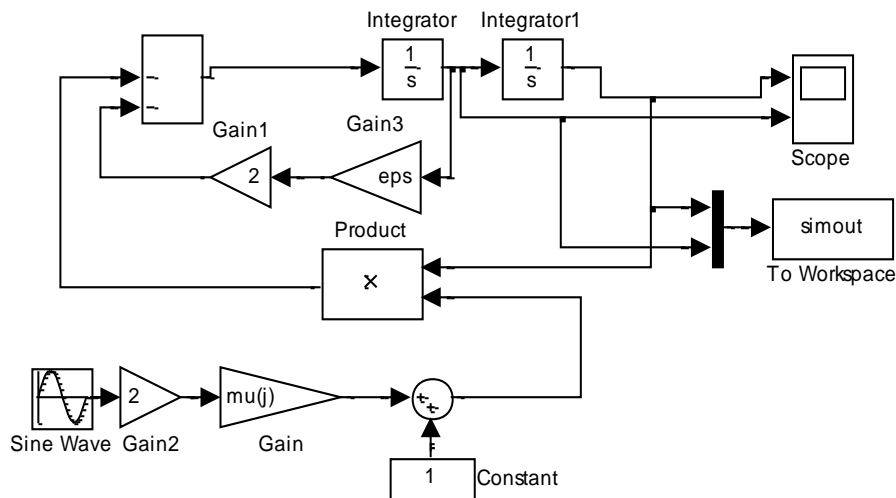 Integrator
Integrator1
1
s
1
s
Gain1
Gain3
Scope
2
eps
Product
simout
To Workspace
×
2
mu(j)
Sine Wave
Gain2
Gain
1
Constant